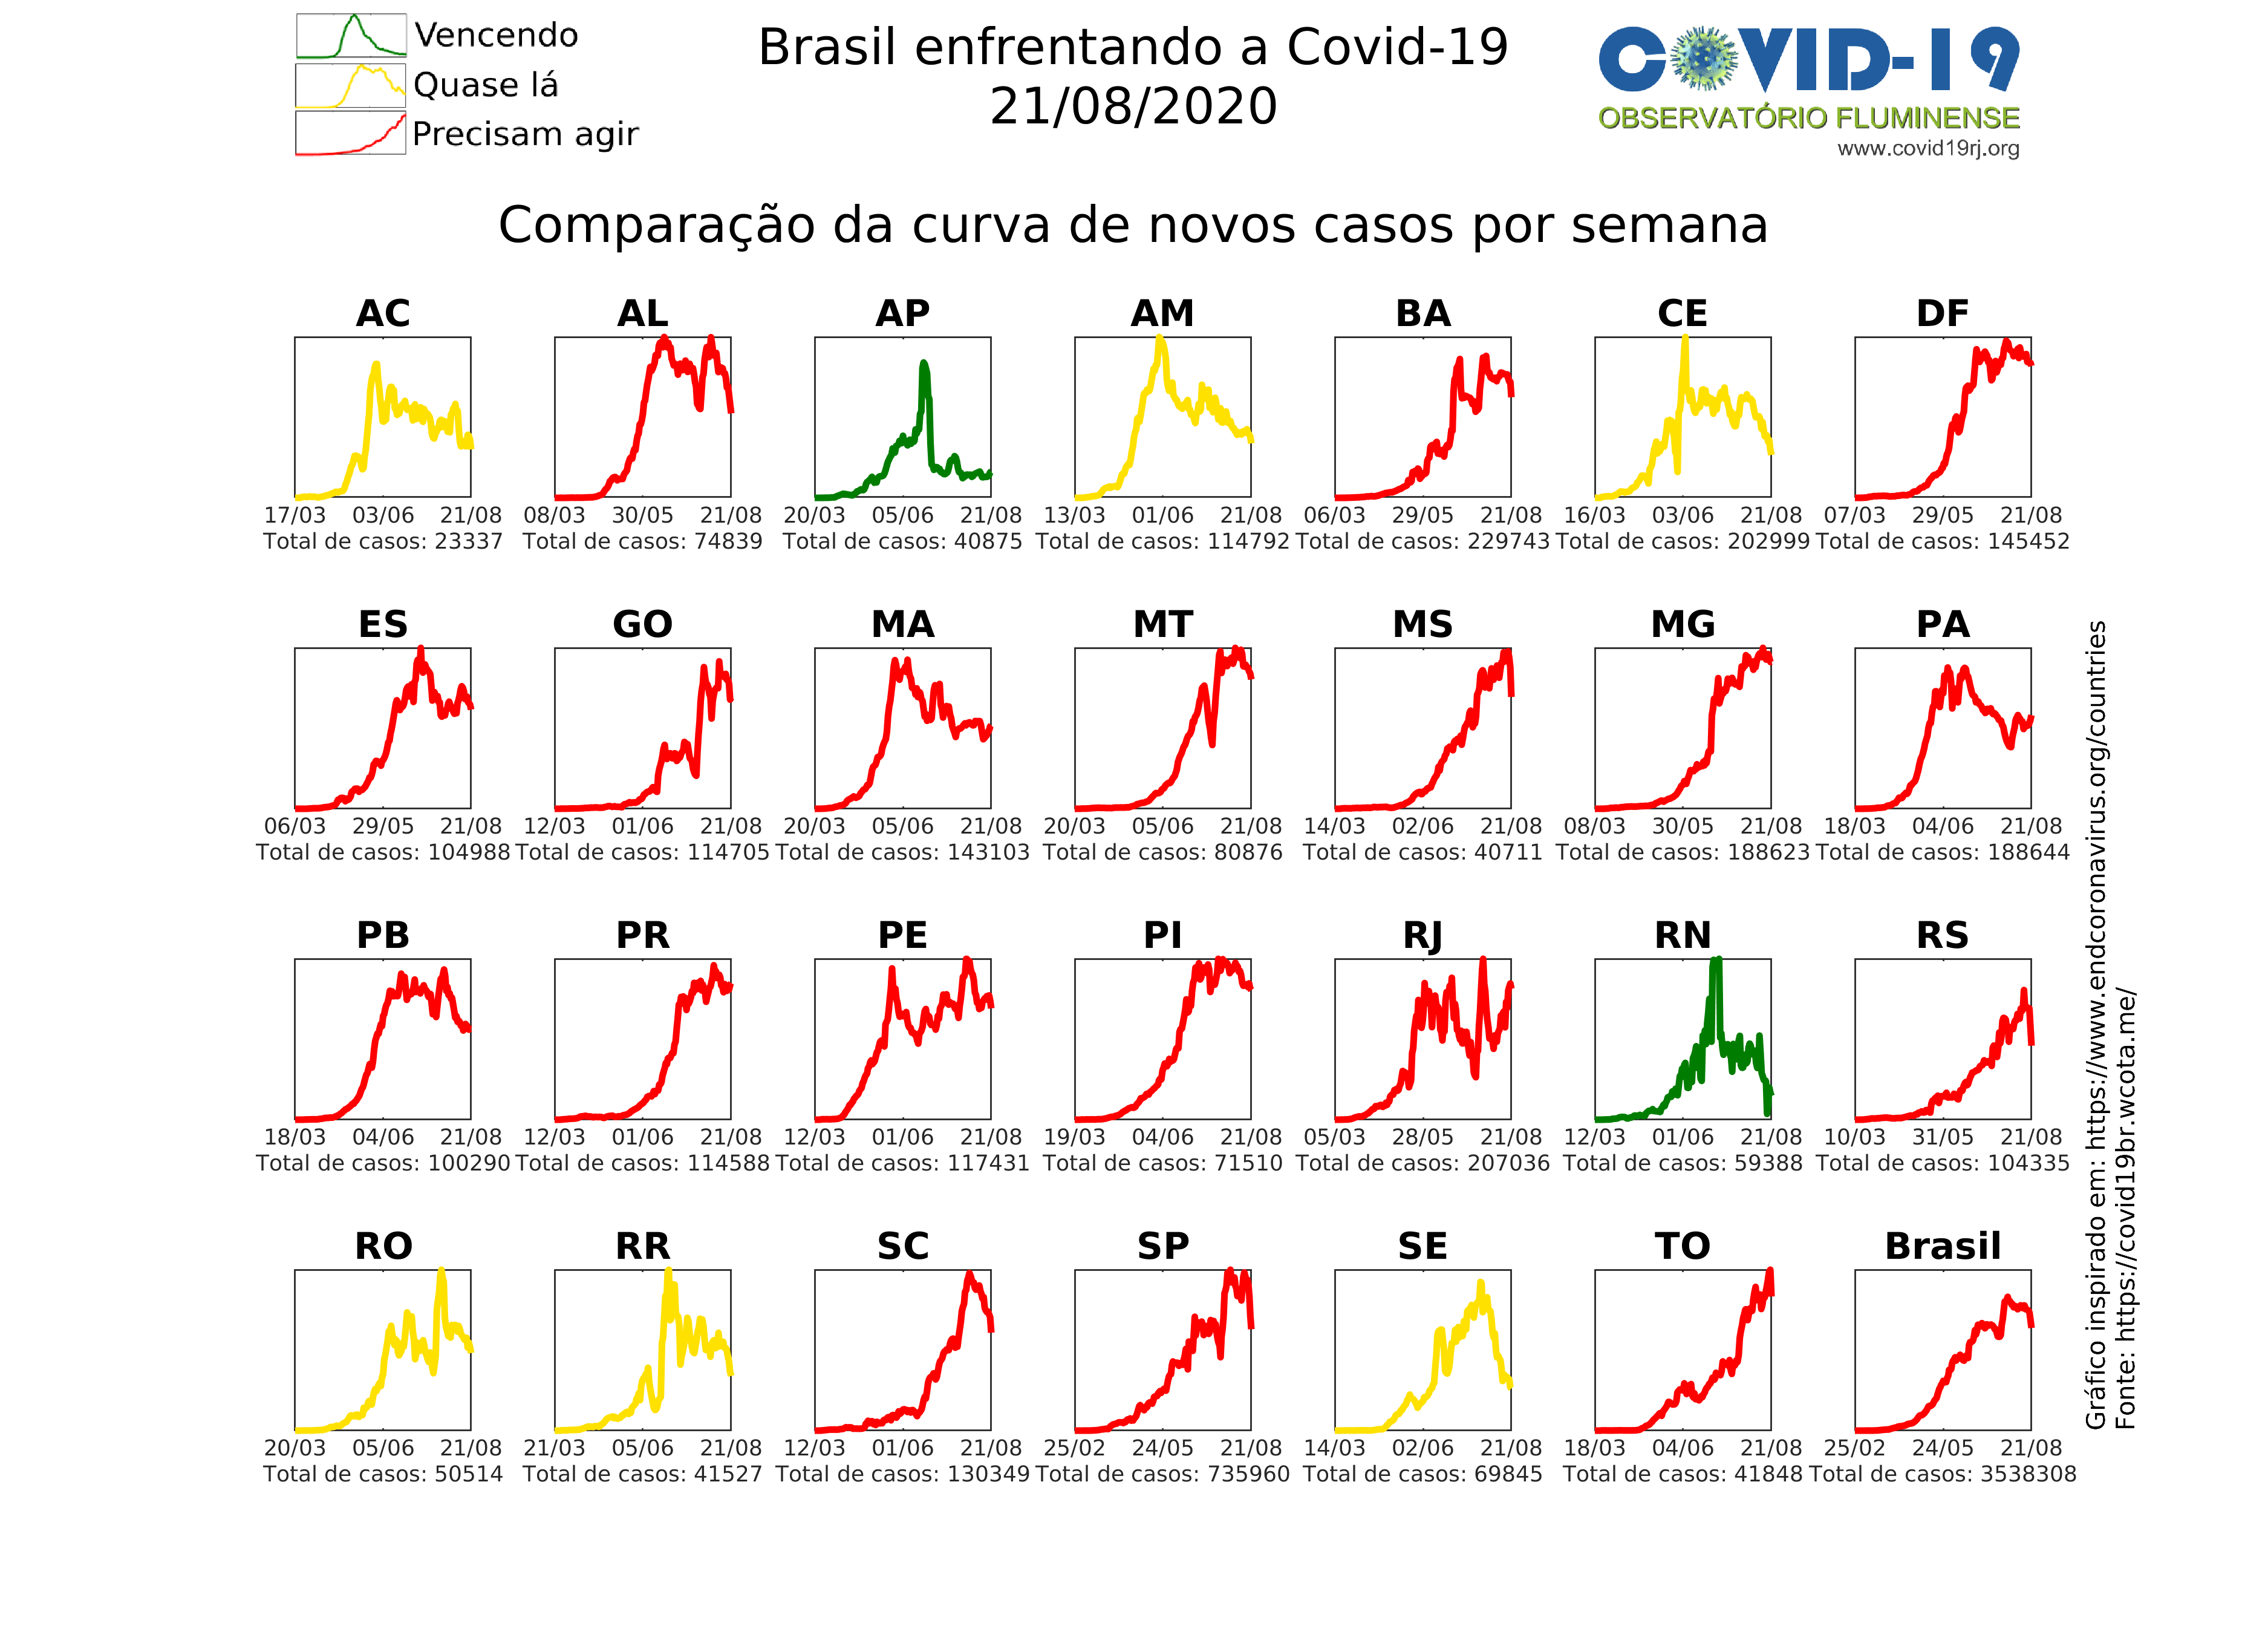 Vencendo
Quase lá
Precisam agir
Brasil enfrentando a Covid-19
21/08/2020
COVID-19
OBSERVATÓRIO FLUMINENSE
www.covid19rj.org
Comparação da curva de novos casos por semana
AC AL AP AM BA CE DF
17/03 03/06 21/08 08/03 30/05 21/08 20/03 05/06 21/08 13/03 01/06 21/08 06/03 29/05 21/08 16/03 03/06 21/08 07/03 29/05 21/08
Total de casos: 23337 Total de casos: 74839 Total de casos: 40875 Total de casos: 114792 Total de casos: 229743 Total de casos: 202999 Total de casos: 145452
ES GO MA MT MS MG PA
06/03 29/05 21/08 12/03 01/06 21/08 20/03 05/06 21/08 20/03 05/06 21/08 14/03 02/06 21/08 08/03 30/05 21/08 18/03 04/06 21/08
Total de casos: 104988 Total de casos: 114705 Total de casos: 143103 Total de casos: 80876 Total de casos: 40711 Total de casos: 188623 Total de casos: 188644
PB PR PE PI RJ RN RS
18/03 04/06 21/08 12/03 01/06 21/08 12/03 01/06 21/08 19/03 04/06 21/08 05/03 28/05 21/08 12/03 01/06 21/08 10/03 31/05 21/08
Total de casos: 100290 Total de casos: 114588 Total de casos: 117431 Total de casos: 71510 Total de casos: 207036 Total de casos: 59388 Total de casos: 104335
RO RR SC SP SE TO Brasil
20/03 05/06 21/08 21/03 05/06 21/08 12/03 01/06 21/08 25/02 24/05 21/08 14/03 02/06 21/08 18/03 04/06 21/08 25/02 24/05 21/08
Total de casos: 50514 Total de casos: 41527 Total de casos: 130349 Total de casos: 735960 Total de casos: 69845 Total de casos: 41848 Total de casos: 3538308
Gráfico inspirado em: https://www.endcoronavirus.org/countries
Fonte: https://covid19br.wcota.me/